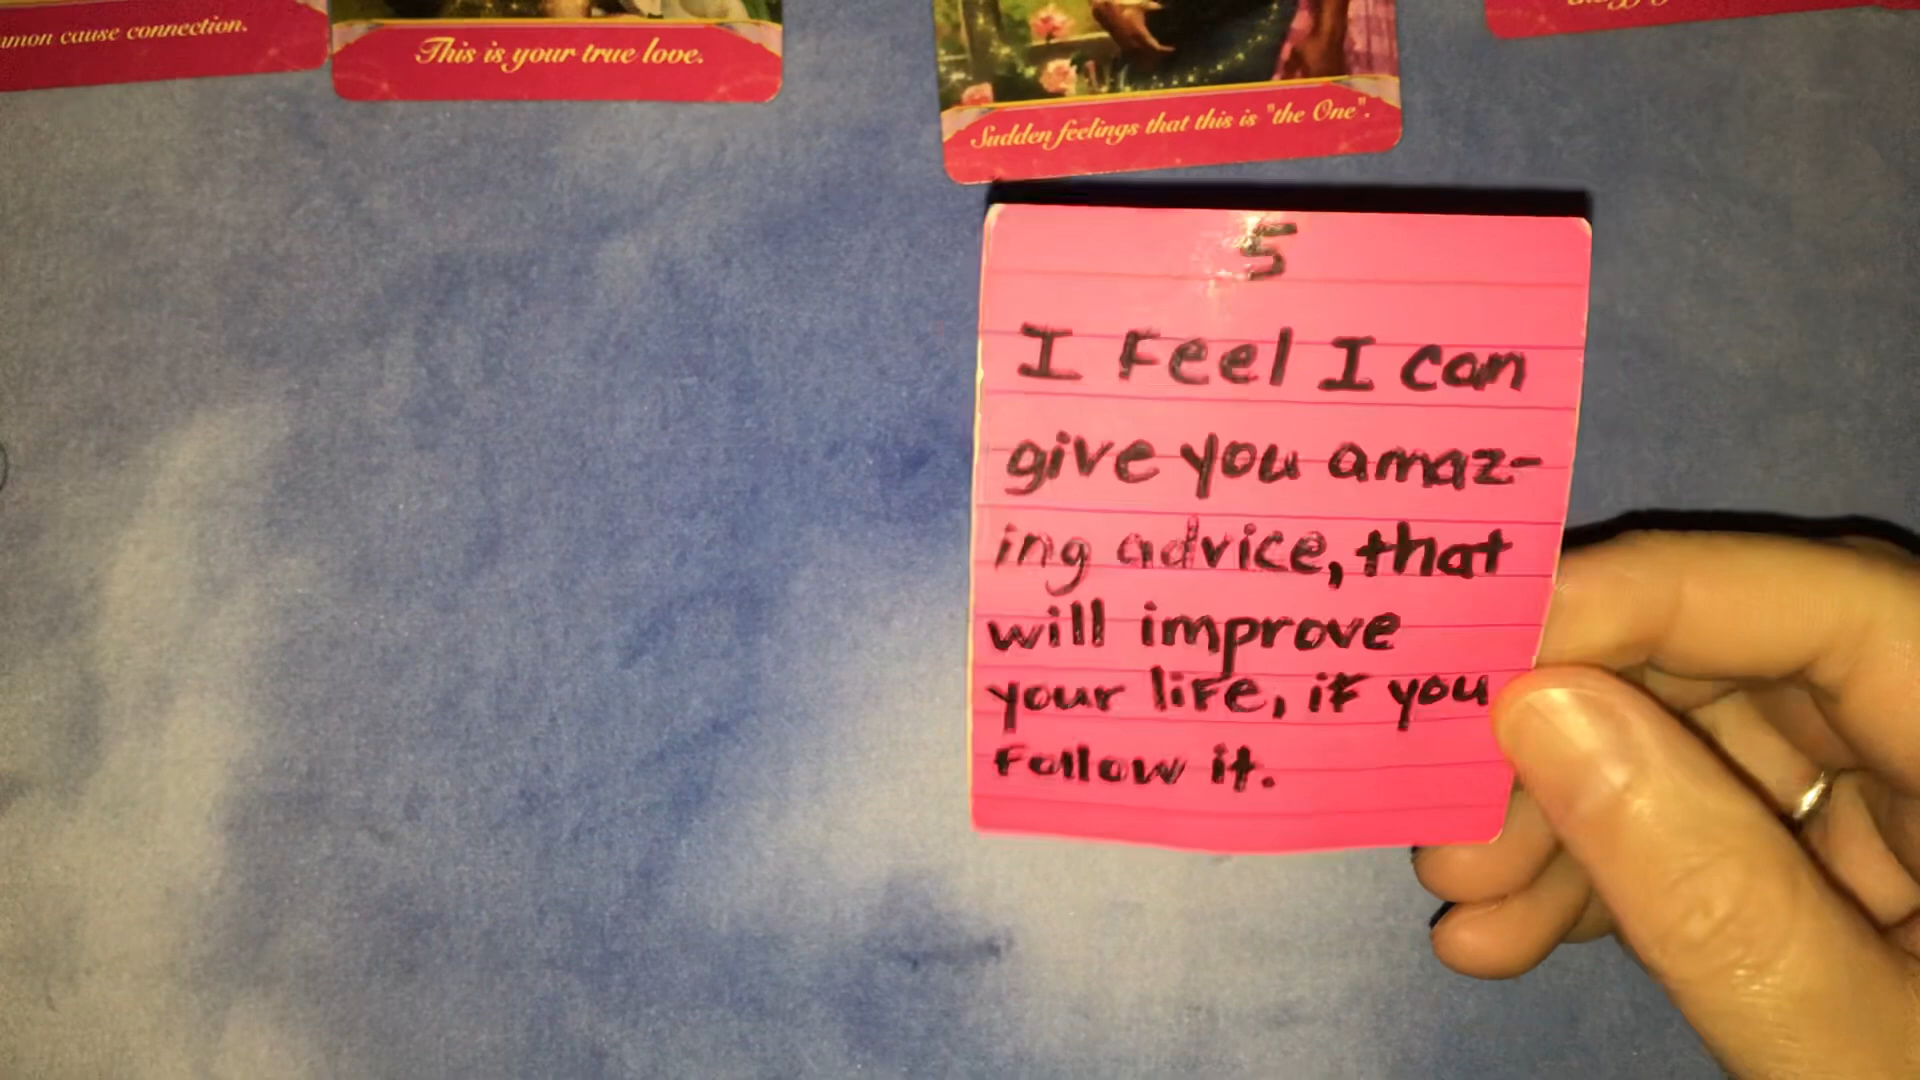 cause connection.
This is your true love.
Sudden feelings that this is "the One".
5
I Feel I can
give you amaz-
ing advice, that
will improve
your life, if you
Follow it.